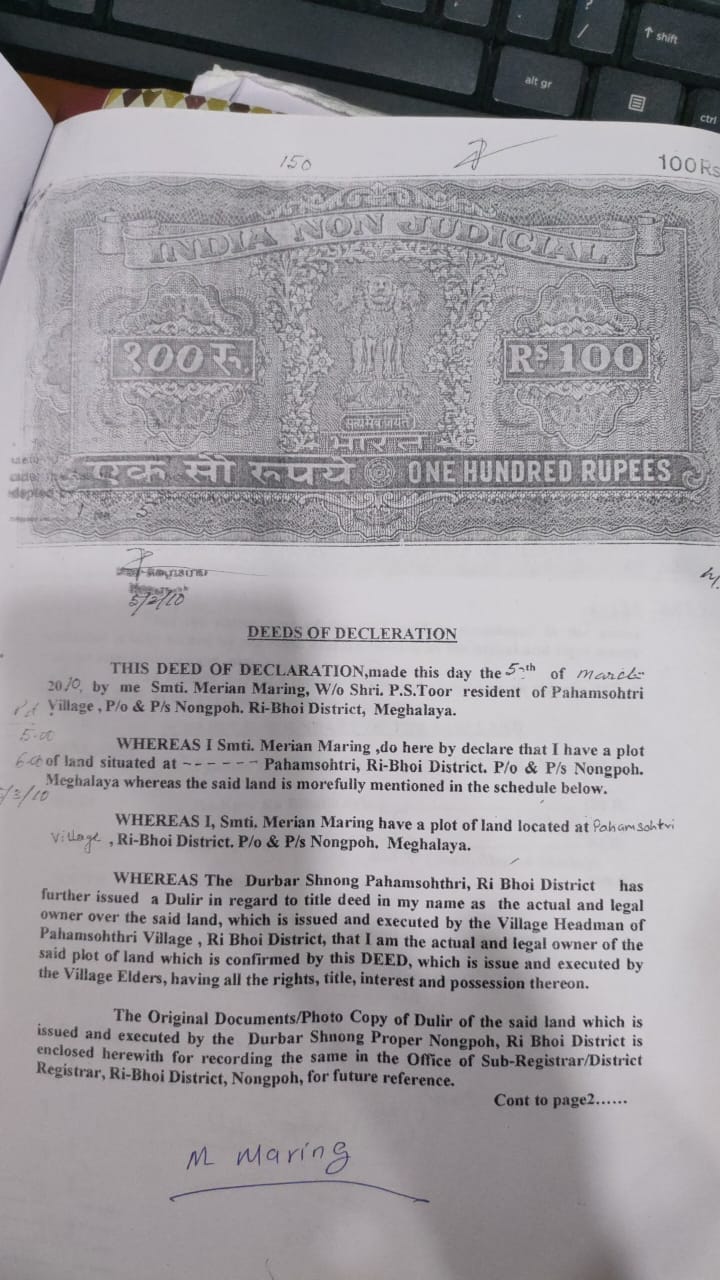 shift
alt gr
ctrl
150
100Rs
INDIA NON JUDICIAL
१00 रु.
Rs 100
सत्यमेव जयते
भारत
एक सौ रुपये
ONE HUNDRED RUPEES
5/2/10
DEEDS OF DECLERATION
THIS DEED OF DECLARATION,made this day the 5th of March
2010, by me Smti. Merian Maring, W/o Shri. P.S.Toor resident of Pahamsohtri
Village , P/o & P/s Nongpoh. Ri-Bhoi District, Meghalaya.
5.00
WHEREAS I Smti. Merian Maring ,do here by declare that I have a plot
of land situated at ------ Pahamsohtri, Ri-Bhoi District. P/o & P/s Nongpoh.
Meghalaya whereas the said land is morefully mentioned in the schedule below.
/3/10
WHEREAS I, Smti. Merian Maring have a plot of land located at Pahamsohtri
Village , Ri-Bhoi District. P/o & P/s Nongpoh. Meghalaya.
WHEREAS The Durbar Shnong Pahamsohthri, Ri Bhoi District has
further issued a Dulir in regard to title deed in my name as the actual and legal
owner over the said land, which is issued and executed by the Village Headman of
Pahamsohthri Village , Ri Bhoi District, that I am the actual and legal owner of the
said plot of land which is confirmed by this DEED, which is issue and executed by
the Village Elders, having all the rights, title, interest and possession thereon.
The Original Documents/Photo Copy of Dulir of the said land which is
issued and executed by the Durbar Shnong Proper Nongpoh, Ri Bhoi District is
enclosed herewith for recording the same in the Office of Sub-Registrar/District
Registrar, Ri-Bhoi District, Nongpoh, for future reference.
Cont to page2......
M Maring